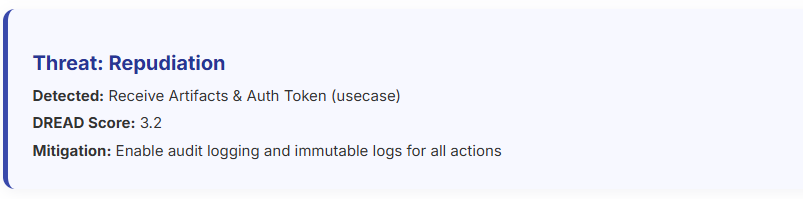 Threat: Repudiation
Detected: Receive Artifacts & Auth Token (usecase)
DREAD Score: 3.2
Mitigation: Enable audit logging and immutable logs for all actions